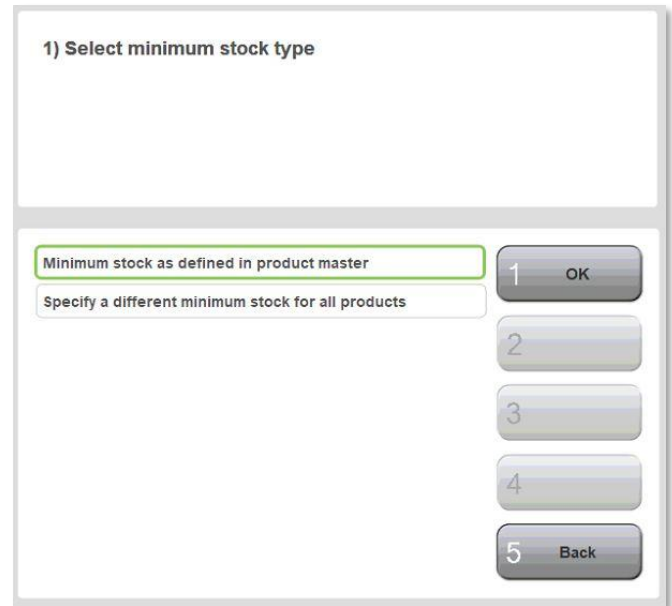 1) Select minimum stock type
Minimum stock as defined in product master
Specify a different minimum stock for all products
1 OK
2
3
4
5 Back